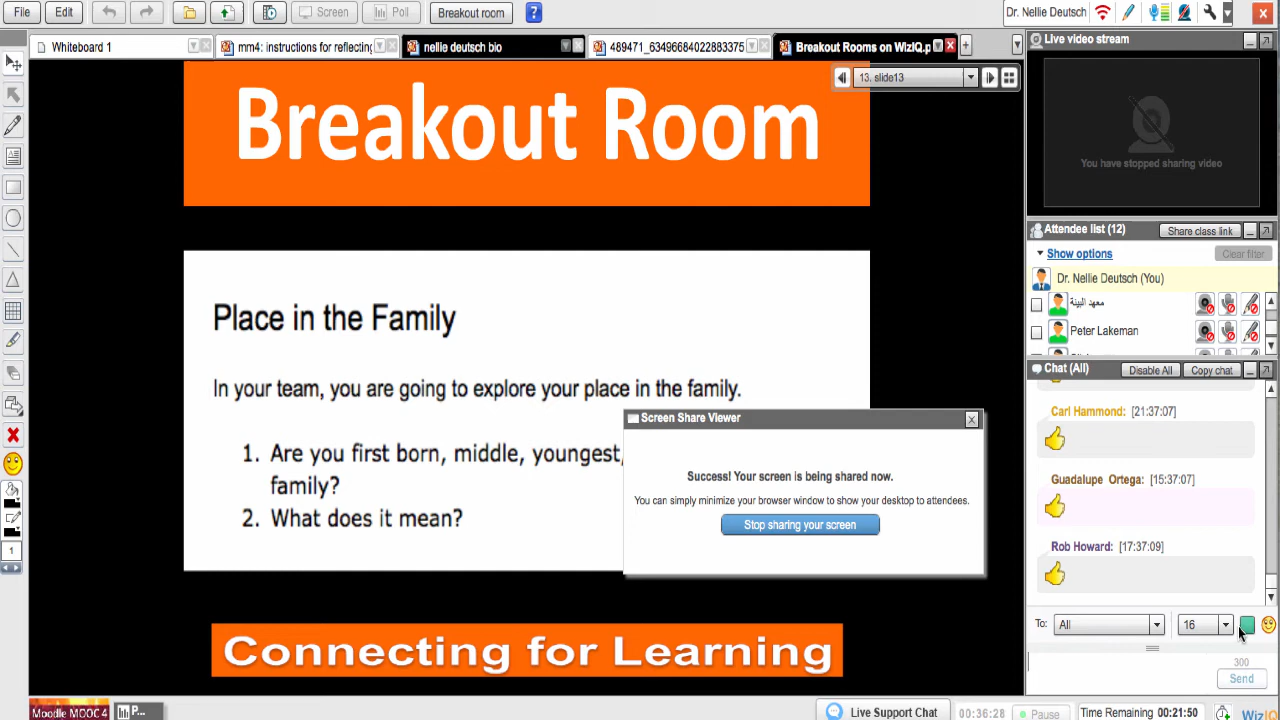 File Edit Screen Poll Breakout room ? Dr. Nellie Deutsch
Whiteboard 1 mm4: instructions for reflecting nellie deutsch bio 489471_63496684022883375 Breakout Rooms on WizIQ.p
13. slide13
Breakout Room
Place in the Family
In your team, you are going to explore your place in the family.
1. Are you first born, middle, youngest,
family?
2. What does it mean?
Connecting for Learning
Screen Share Viewer
Success! Your screen is being shared now.
You can simply minimize your browser window to show your desktop to attendees.
Stop sharing your screen
1
Live video stream
You have stopped sharing video
Attendee list (12) Share class link
Show options Clear filter
Dr. Nellie Deutsch (You)
معهد البينة
Peter Lakeman
Chat (All) Disable All Copy chat
Carl Hammond: [21:37:07]
Guadalupe Ortega: [15:37:07]
Rob Howard: [17:37:09]
To: All 16
300
Send
Moodle MOOC 4 P... Live Support Chat 00:36:28 Pause Time Remaining 00:21:50 WizIQ